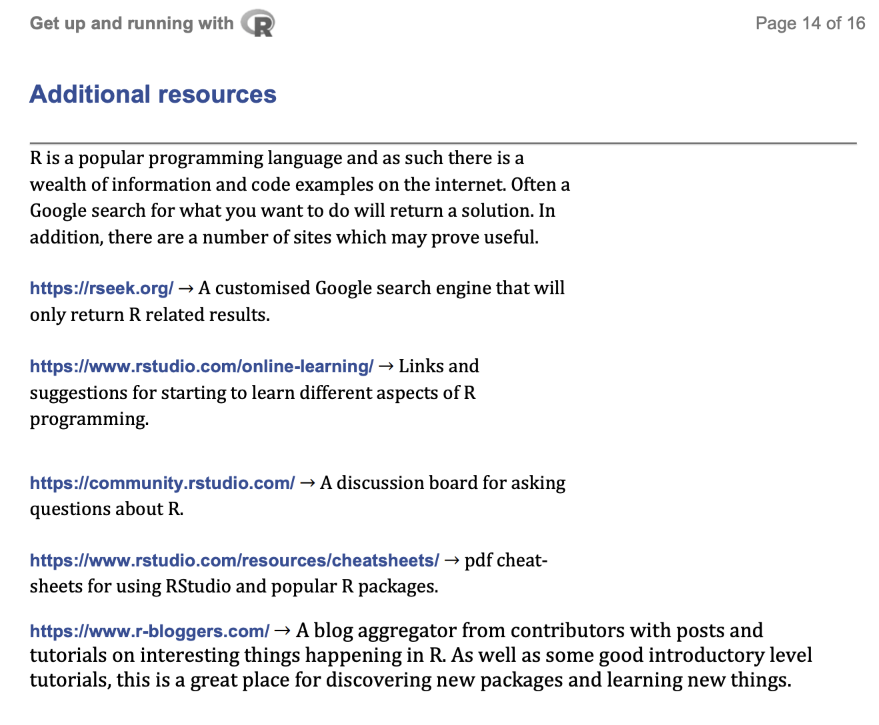 Get up and running with R
Page 14 of 16
Additional resources
R is a popular programming language and as such there is a
wealth of information and code examples on the internet. Often a
Google search for what you want to do will return a solution. In
addition, there are a number of sites which may prove useful.
https://rseek.org/ → A customised Google search engine that will
only return R related results.
https://www.rstudio.com/online-learning/ → Links and
suggestions for starting to learn different aspects of R
programming.
https://community.rstudio.com/ → A discussion board for asking
questions about R.
https://www.rstudio.com/resources/cheatsheets/ → pdf cheat-
sheets for using RStudio and popular R packages.
https://www.r-bloggers.com/ → A blog aggregator from contributors with posts and
tutorials on interesting things happening in R. As well as some good introductory level
tutorials, this is a great place for discovering new packages and learning new things.